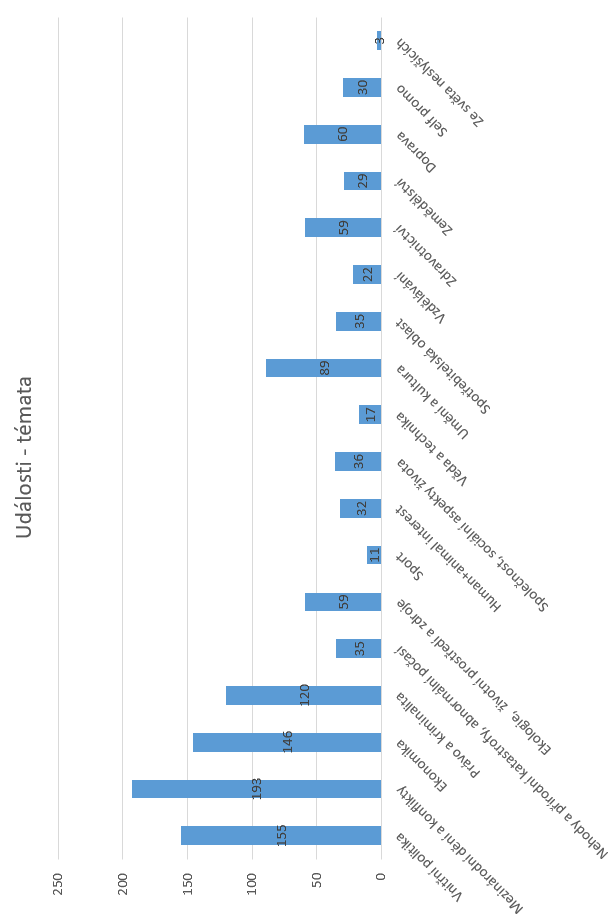 Události - témata
250
200
150
100
50
0
155
193
146
120
35
59
11
32
36
17
89
35
22
59
29
60
30
3
Vnitřní politika
Mezinárodní dění a konflikty
Ekonomika
Právo a kriminalita
Nehody a přírodní katastrofy, abnormální počasí
Ekologie, životní prostředí a zdroje
Sport
Human+animal interest
Společnost, sociální aspekty života
Věda a technika
Umění a kultura
Spotřebitelská oblast
Vzdělávání
Zdravotnictví
Zemědělství
Doprava
Self promo
Ze světa neslyšících